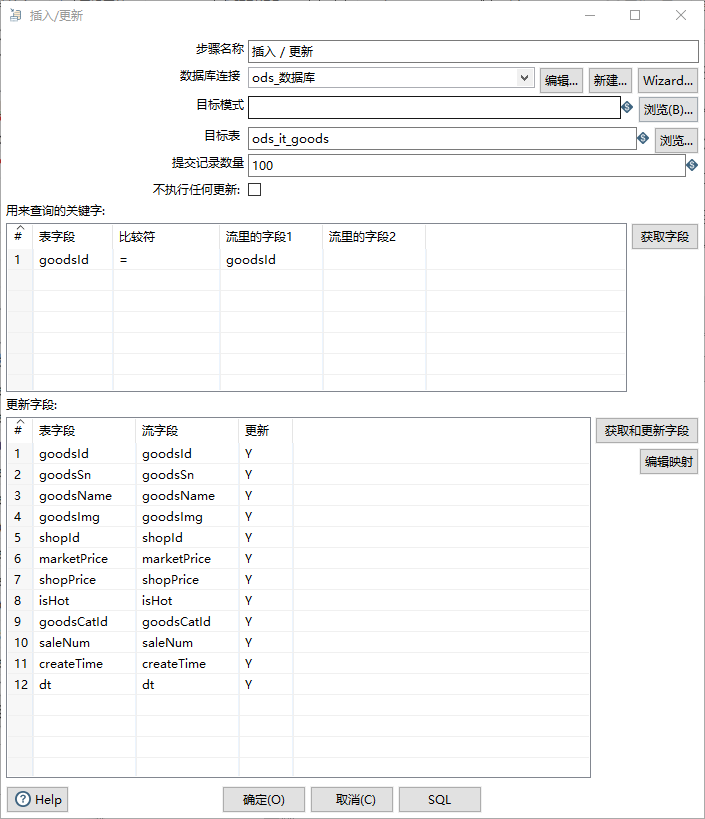 插入/更新
步骤名称 插入 / 更新
数据库连接 ods_数据库 编辑... 新建... Wizard...
目标模式 浏览(B)...
目标表 ods_it_goods 浏览...
提交记录数量 100
不执行任何更新:
用来查询的关键字:
# 表字段 比较符 流里的字段1 流里的字段2 获取字段
1 goodsId = goodsId
更新字段:
# 表字段 流字段 更新 获取和更新字段
1 goodsId goodsId Y
编辑映射
2 goodsSn goodsSn Y
3 goodsName goodsName Y
4 goodsImg goodsImg Y
5 shopId shopId Y
6 marketPrice marketPrice Y
7 shopPrice shopPrice Y
8 isHot isHot Y
9 goodsCatId goodsCatId Y
10 saleNum saleNum Y
11 createTime createTime Y
12 dt dt Y
Help 确定(O) 取消(C) SQL